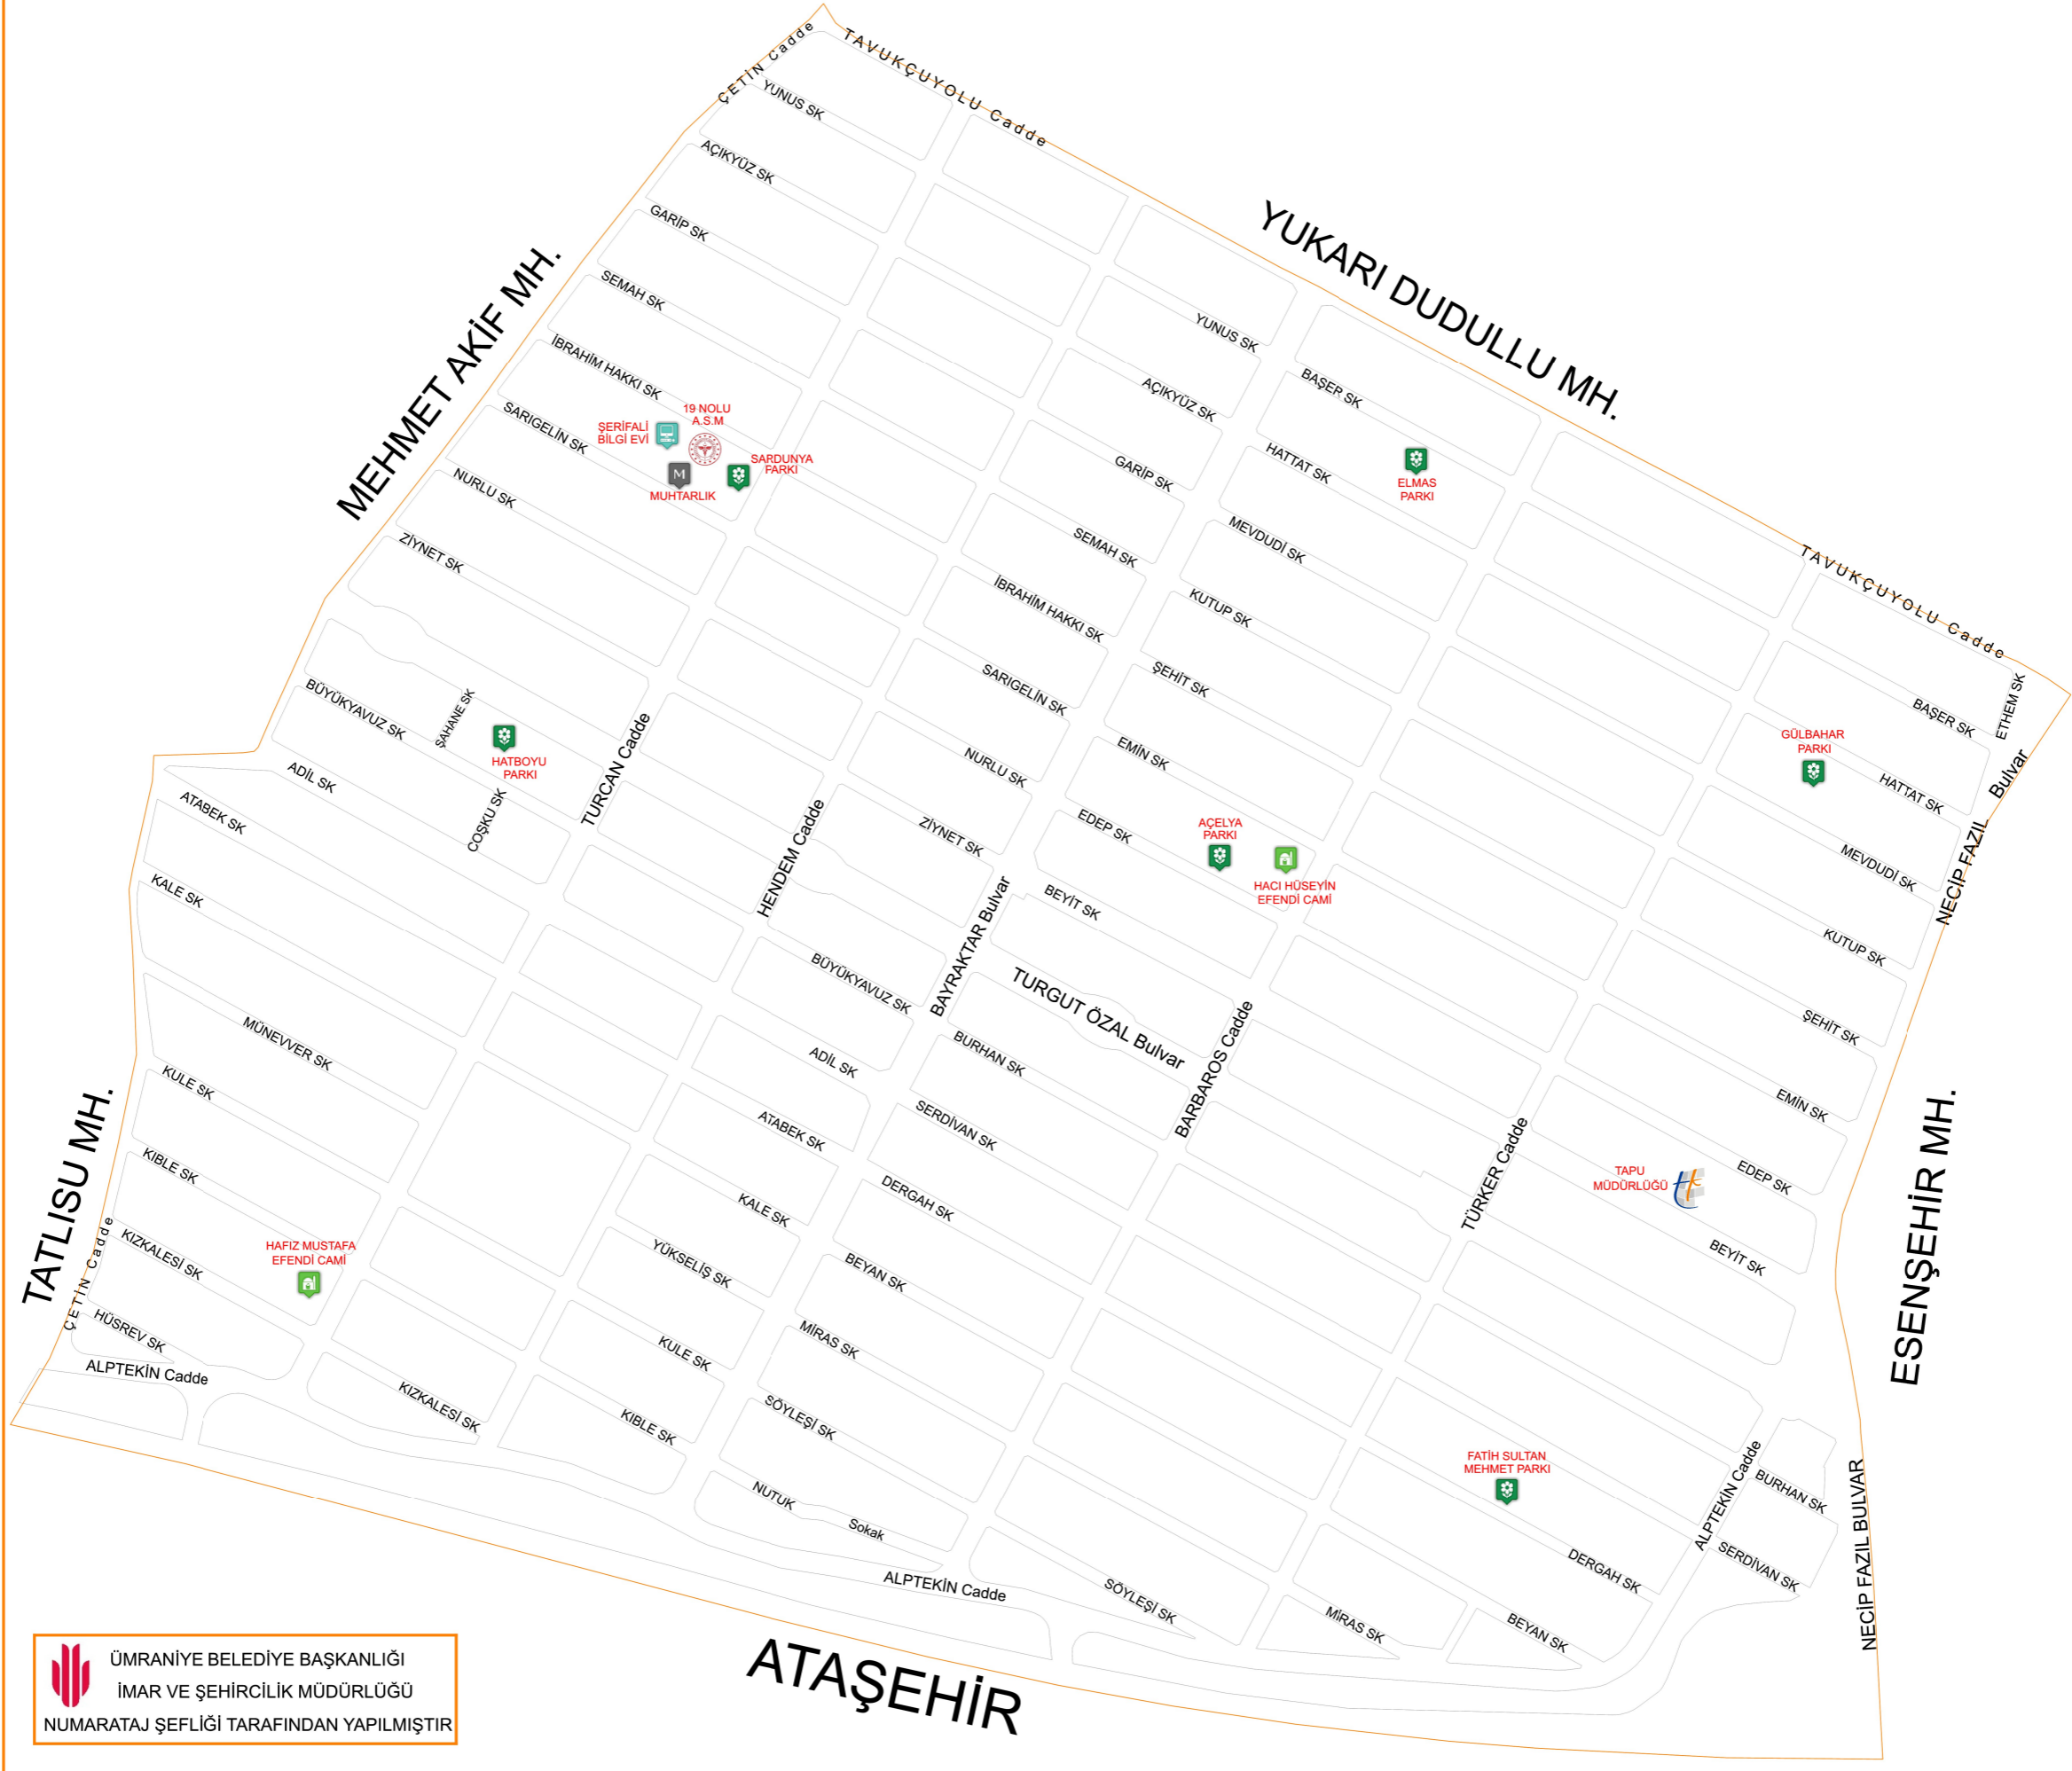 ÇETİN Cadde
TAVUKÇUYOLU Cadde
YUNUS SK
AÇIKYÜZ SK
GARİP SK
SEMAH SK
İBRAHİM HAKKI SK
SARIGELİN SK
NURLU SK
ZİYNET SK
MEHMET AKİF MH.
YUKARI DUDULLU MH.
YUNUS SK
AÇIKYÜZ SK
GARİP SK
SEMAH SK
İBRAHİM HAKKI SK
SARIGELİN SK
NURLU SK
ZİYNET SK
19 NOLU
A.S.M
ŞERİFALİ
BİLGİ EVİ
M
MUHTARLIK
SARDUNYA
PARKI
BAŞER SK
HATTAT SK
MEVDUDİ SK
KUTUP SK
ŞEHİT SK
EMİN SK
EDEP SK
BEYİT SK
ELMAS
PARKI
TAVUKÇUYOLU Cadde
ETHEM SK
BAŞER SK
HATTAT SK
MEVDUDİ SK
KUTUP SK
ŞEHİT SK
EMİN SK
EDEP SK
BEYİT SK
GÜLBAHAR
PARKI
NECİP FAZIL Bulvar
AÇELYA
PARKI
HACI HÜSEYİN
EFENDİ CAMİ
BÜYÜKYAVUZ SK
ŞAHANE SK
HATBOYU
PARKI
COŞKU SK
ADİL SK
ATABEK SK
KALE SK
MÜNEVVER SK
KULE SK
KIBLE SK
KIZKALESİ SK
HÜSREV SK
TURCAN Cadde
HENDEM Cadde
BAYRAKTAR Bulvar
TURGUT ÖZAL Bulvar
BARBAROS Cadde
TÜRKER Cadde
BÜYÜKYAVUZ SK
ADİL SK
ATABEK SK
KALE SK
YÜKSELİŞ SK
KULE SK
KIBLE SK
KIZKALESİ SK
BURHAN SK
SERDİVAN SK
DERGAH SK
BEYAN SK
MİRAS SK
SÖYLEŞİ SK
NUTUK Sokak
TAPU
MÜDÜRLÜĞÜ
TATLISU MH.
ÇETİN Cadde
HAFIZ MUSTAFA
EFENDİ CAMİ
ALPTEKİN Cadde
ESENŞEHİR MH.
FATİH SULTAN
MEHMET PARKI
ALPTEKİN Cadde
BURHAN SK
SERDİVAN SK
DERGAH SK
BEYAN SK
MİRAS SK
SÖYLEŞİ SK
ALPTEKİN Cadde
NECİP FAZIL BULVAR
ATAŞEHİR
ÜMRANİYE BELEDİYE BAŞKANLIĞI
İMAR VE ŞEHİRCİLİK MÜDÜRLÜĞÜ
NUMARATAJ ŞEFLİĞİ TARAFINDAN YAPILMIŞTIR